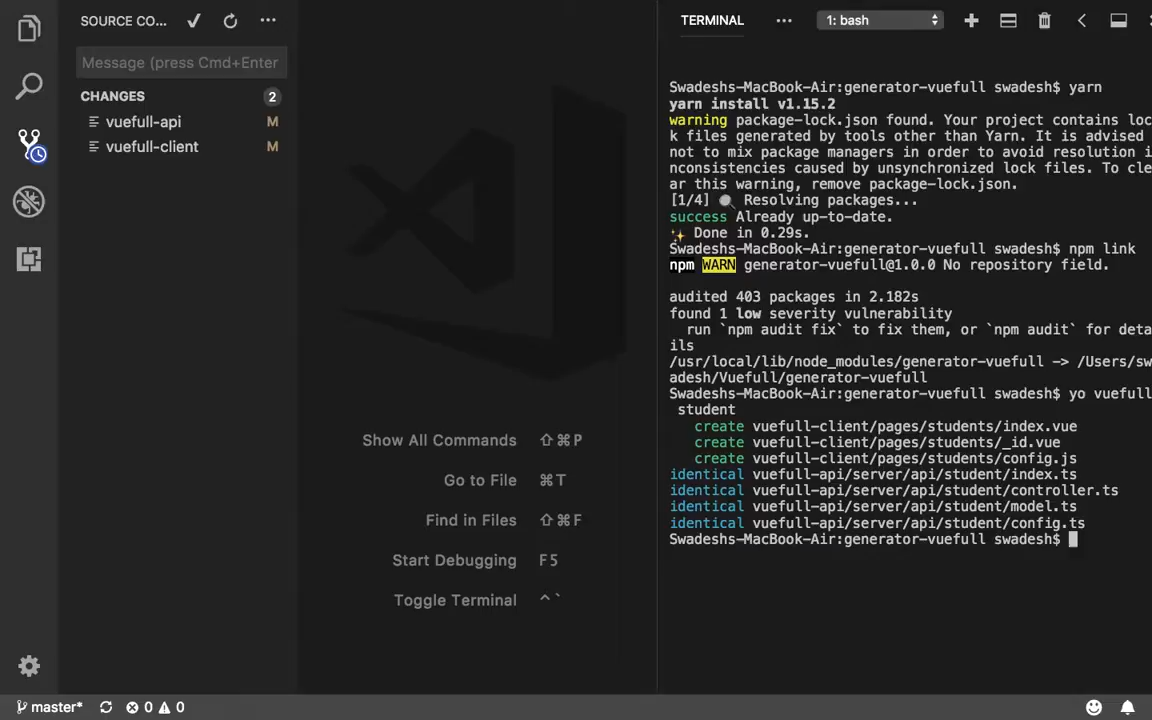 SOURCE CO...
Message (press Cmd+Enter
CHANGES 2
vuefull-api M
vuefull-client M
Show All Commands ⇧⌘P
Go to File ⌘T
Find in Files ⇧⌘F
Start Debugging F5
Toggle Terminal ^`
TERMINAL ... 1: bash
Swadeshs-MacBook-Air:generator-vuefull swadesh$ yarn
yarn install v1.15.2
warning package-lock.json found. Your project contains loc
k files generated by tools other than Yarn. It is advised
not to mix package managers in order to avoid resolution i
nconsistencies caused by unsynchronized lock files. To cle
ar this warning, remove package-lock.json.
[1/4] 🔍 Resolving packages...
success Already up-to-date.
✨ Done in 0.29s.
Swadeshs-MacBook-Air:generator-vuefull swadesh$ npm link
npm WARN generator-vuefull@1.0.0 No repository field.
audited 403 packages in 2.182s
found 1 low severity vulnerability
run `npm audit fix` to fix them, or `npm audit` for deta
ils
/usr/local/lib/node_modules/generator-vuefull -> /Users/sw
adesh/Vuefull/generator-vuefull
Swadeshs-MacBook-Air:generator-vuefull swadesh$ yo vuefull
student
create vuefull-client/pages/students/index.vue
create vuefull-client/pages/students/_id.vue
create vuefull-client/pages/students/config.js
identical vuefull-api/server/api/student/index.ts
identical vuefull-api/server/api/student/controller.ts
identical vuefull-api/server/api/student/model.ts
identical vuefull-api/server/api/student/config.ts
Swadeshs-MacBook-Air:generator-vuefull swadesh$
master* 0 0